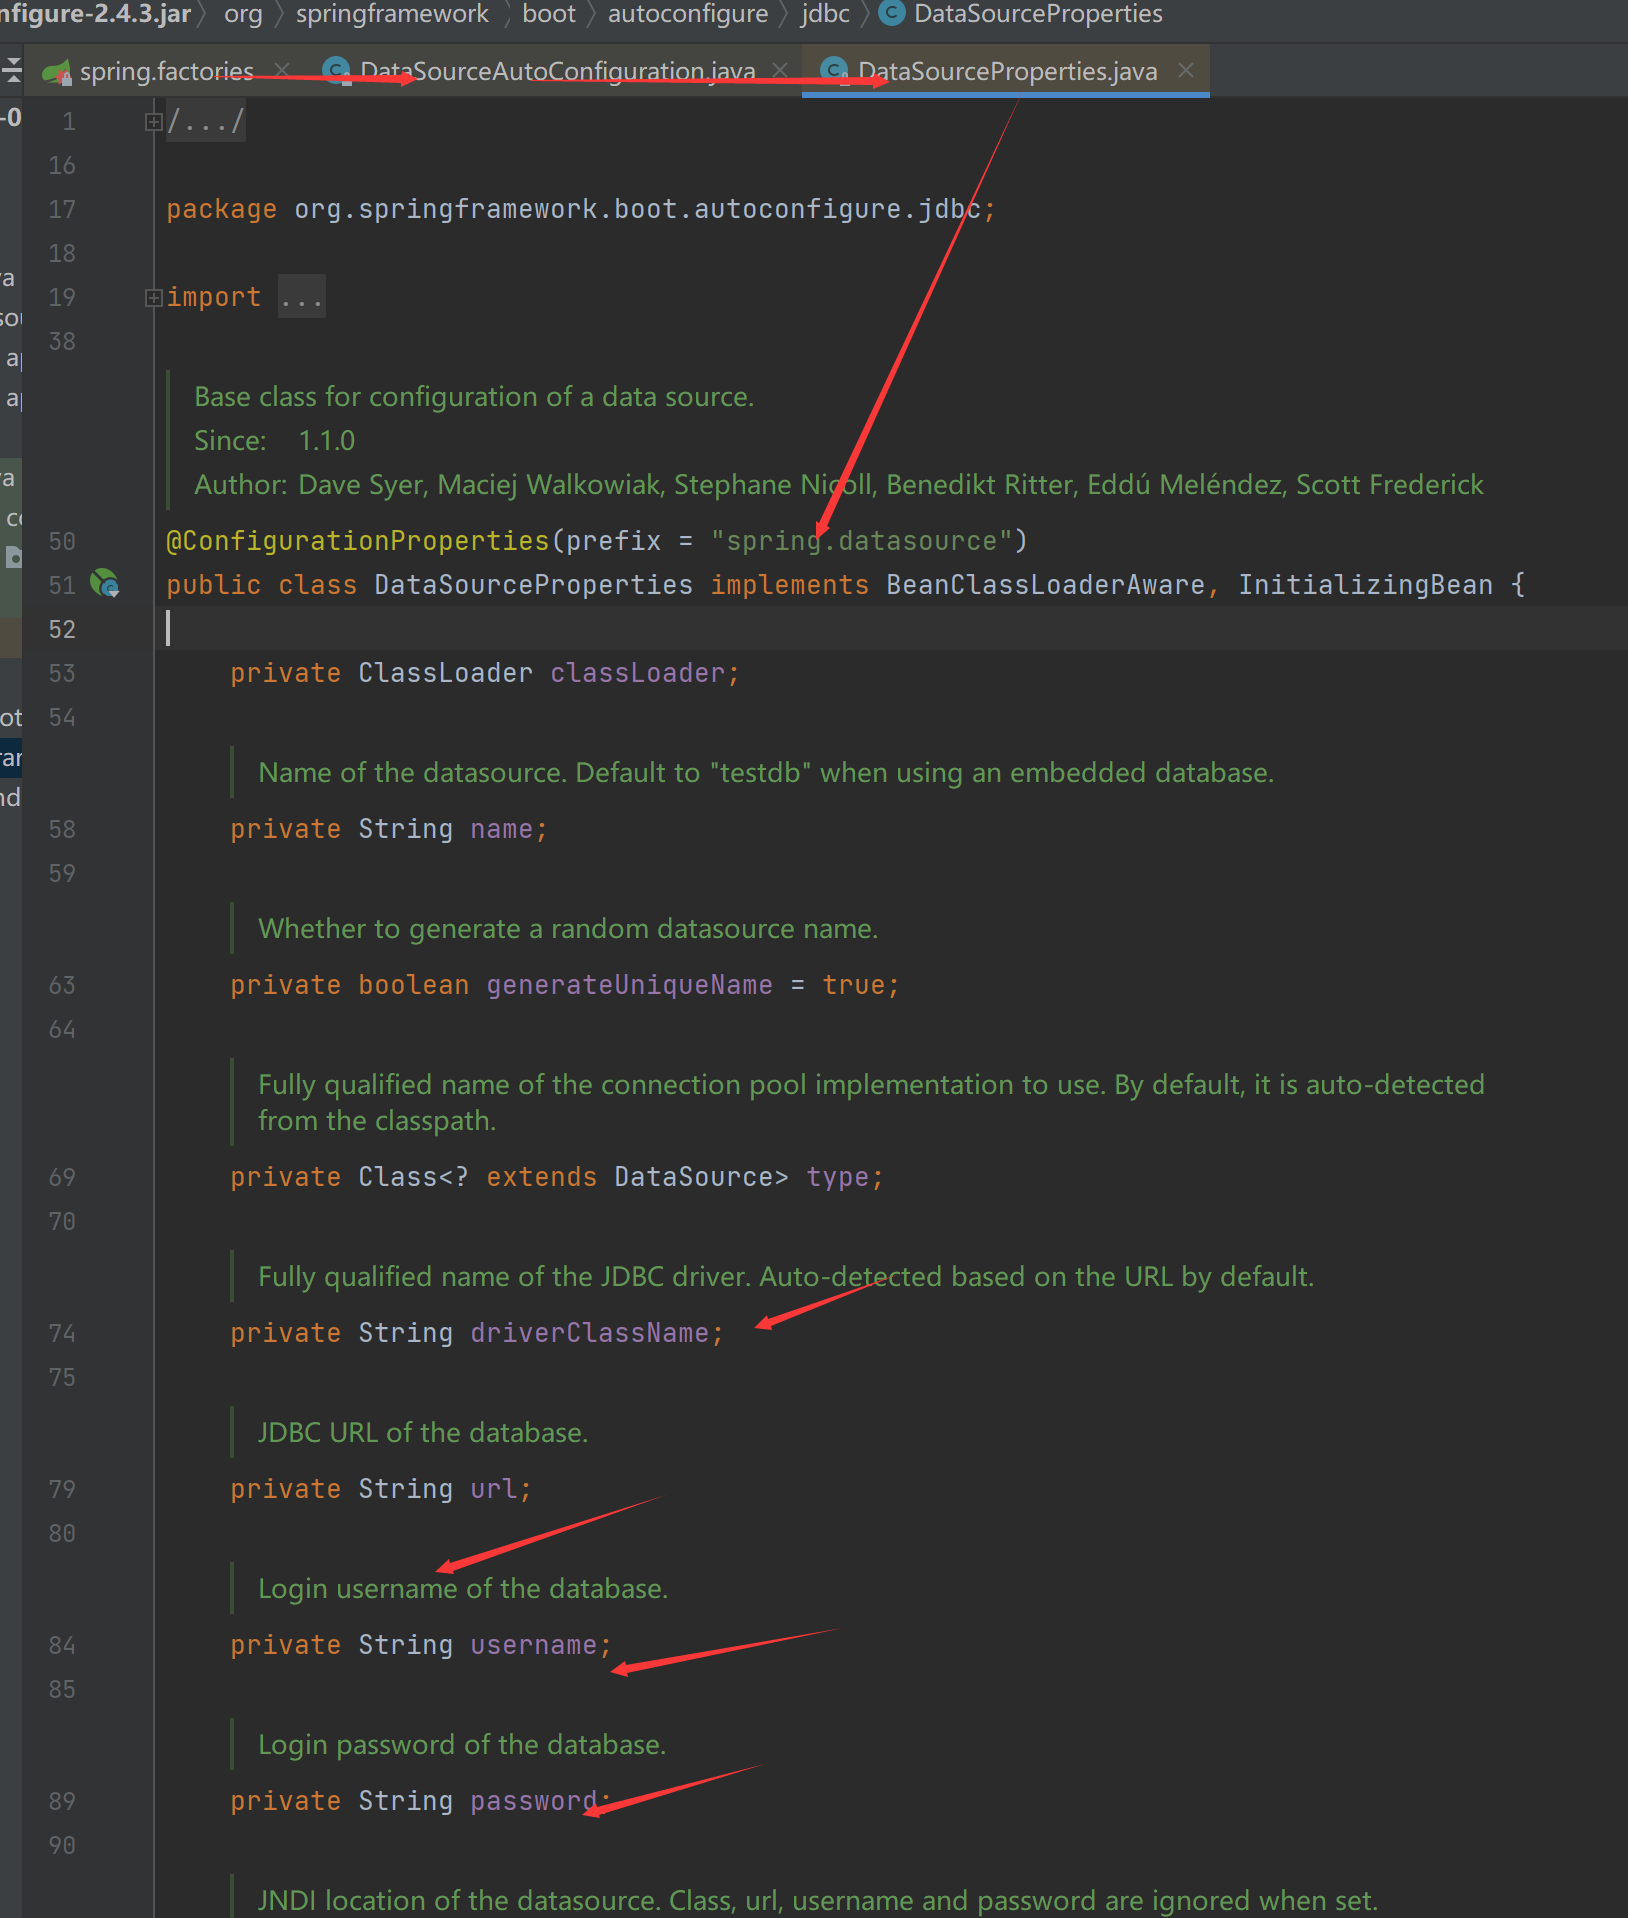 nfigure-2.4.3.jar org springframework boot autoconfigure jdbc DataSourceProperties
spring.factories DataSourceAutoConfiguration.java DataSourceProperties.java
1 /.../
16
17 package org.springframework.boot.autoconfigure.jdbc;
18
19 import ...
38
Base class for configuration of a data source.
Since: 1.1.0
Author: Dave Syer, Maciej Walkowiak, Stephane Nicoll, Benedikt Ritter, Eddú Meléndez, Scott Frederick
50 @ConfigurationProperties(prefix = "spring.datasource")
51 public class DataSourceProperties implements BeanClassLoaderAware, InitializingBean {
52
53 private ClassLoader classLoader;
54
Name of the datasource. Default to "testdb" when using an embedded database.
58 private String name;
59
Whether to generate a random datasource name.
63 private boolean generateUniqueName = true;
64
Fully qualified name of the connection pool implementation to use. By default, it is auto-detected
from the classpath.
69 private Class<? extends DataSource> type;
70
Fully qualified name of the JDBC driver. Auto-detected based on the URL by default.
74 private String driverClassName;
75
JDBC URL of the database.
79 private String url;
80
Login username of the database.
84 private String username;
85
Login password of the database.
89 private String password;
90
JNDI location of the datasource. Class, url, username and password are ignored when set.